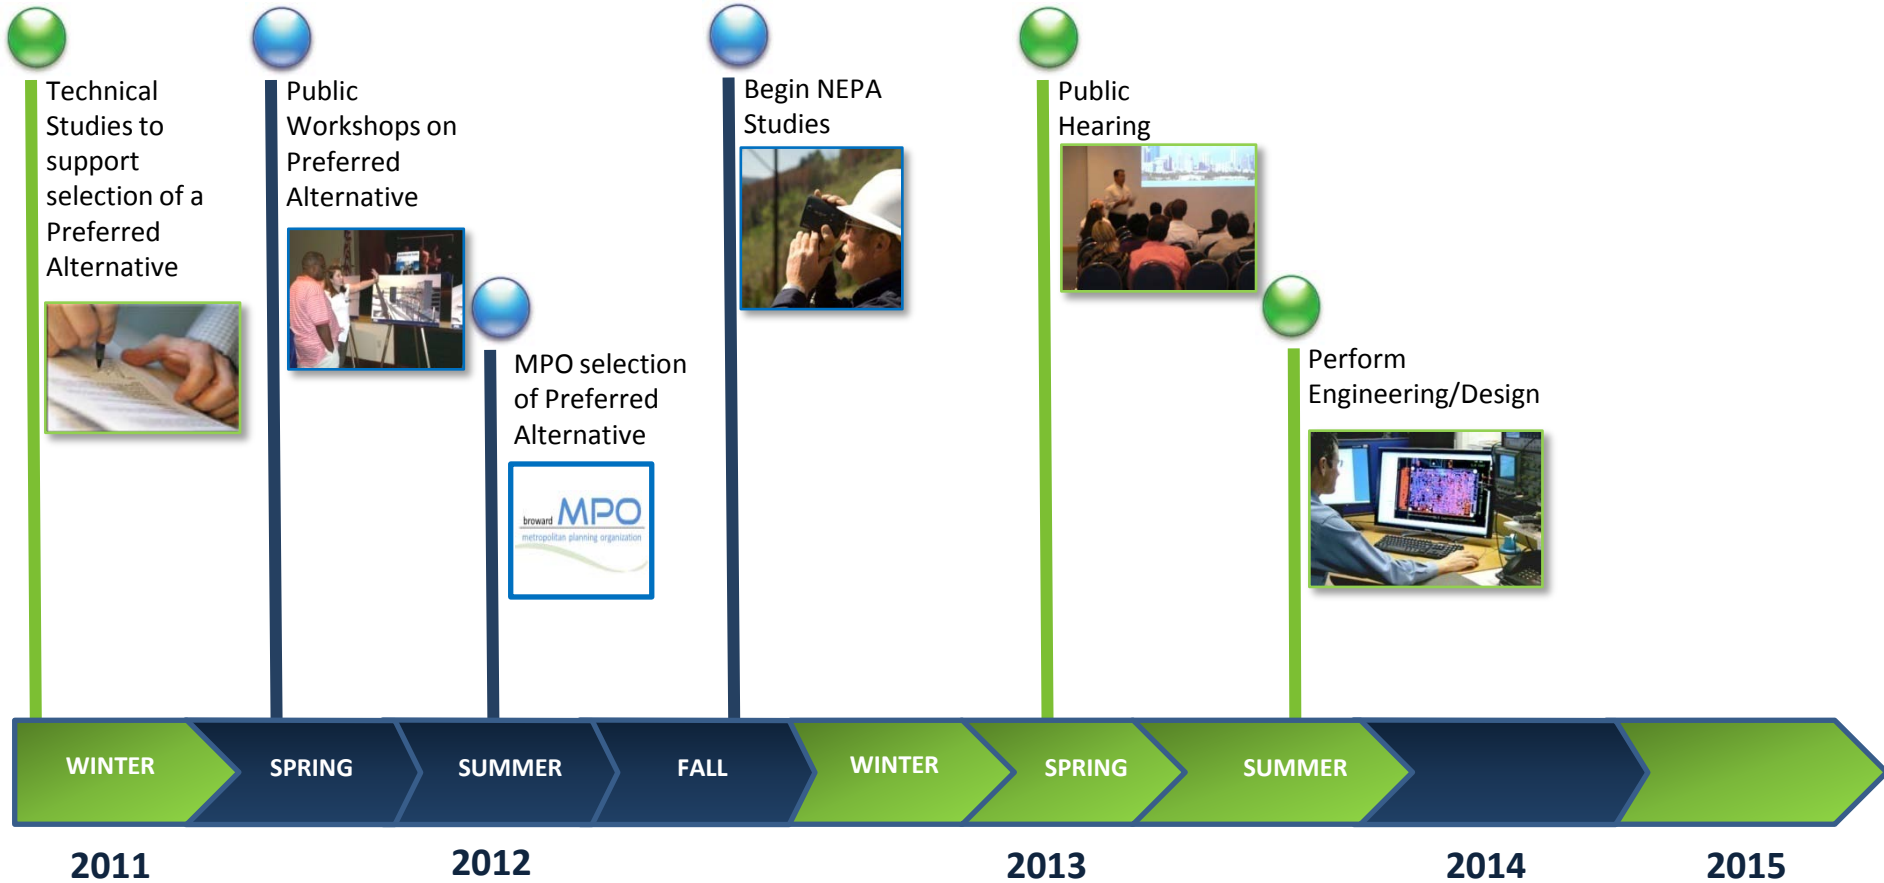 Technical
Studies to
support
selection of a
Preferred
Alternative
Public
Workshops on
Preferred
Alternative
MPO selection
of Preferred
Alternative
broward MPO
metropolitan planning organization
Begin NEPA
Studies
Public
Hearing
Perform
Engineering/Design
WINTER
SPRING
SUMMER
FALL
WINTER
SPRING
SUMMER
2011
2012
2013
2014
2015